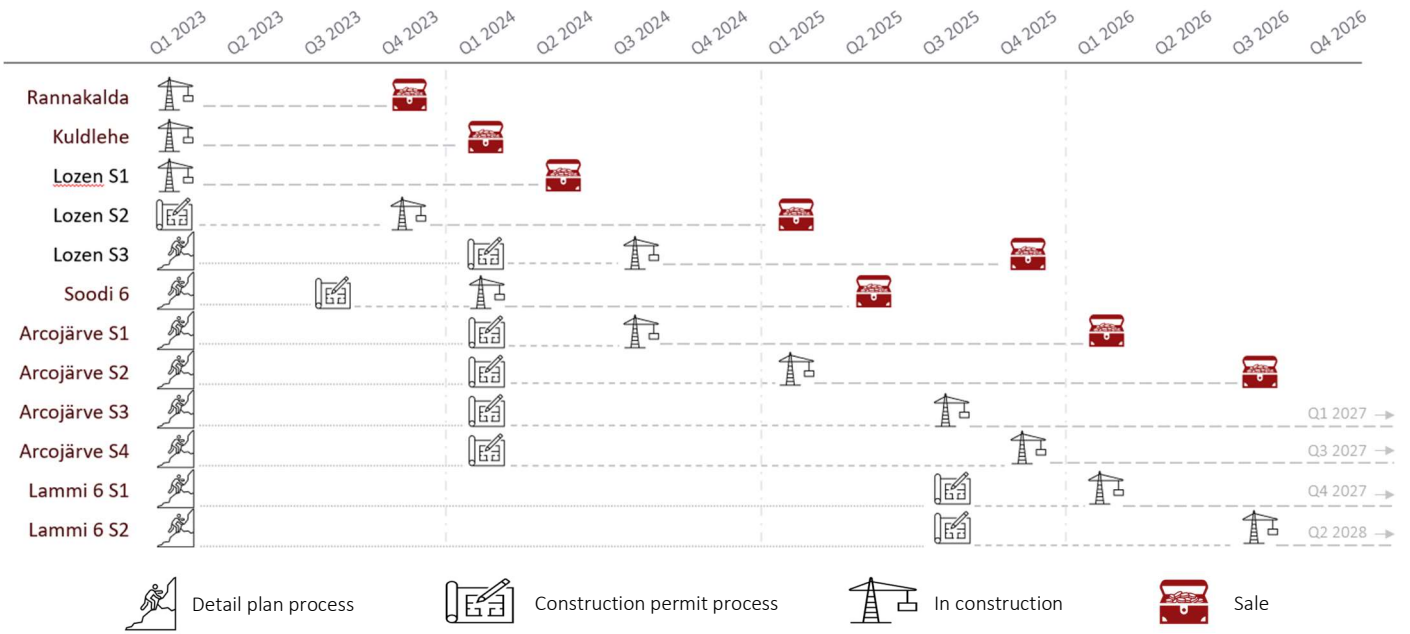 Q1 2023 Q2 2023 Q3 2023 Q4 2023 Q1 2024 Q2 2024 Q3 2024 Q4 2024 Q1 2025 Q2 2025 Q3 2025 Q4 2025 Q1 2026 Q2 2026 Q3 2026 Q4 2026
Rannakalda
Kuldlehe
Lozen S1
Lozen S2
Lozen S3
Soodi 6
Arcojärve S1
Arcojärve S2
Arcojärve S3 Q1 2027
Arcojärve S4 Q3 2027
Lammi 6 S1 Q4 2027
Lammi 6 S2 Q2 2028
Detail plan process Construction permit process In construction Sale